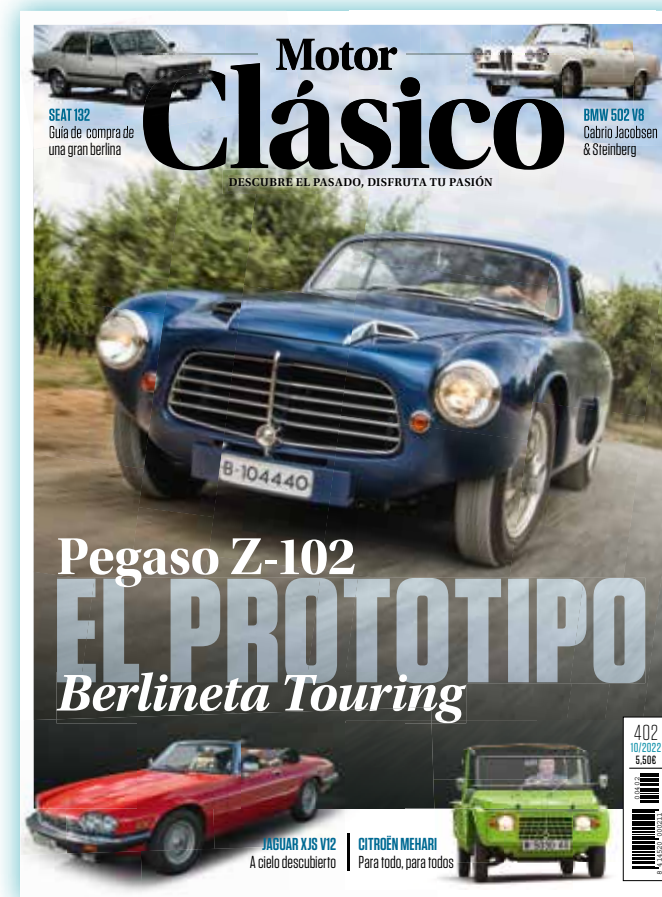 Motor
Clásico
DESCUBRE EL PASADO, DISFRUTA TU PASIÓN
SEAT 132
Guía de compra de
una gran berlina
BMW 502 V8
Cabrio Jacobsen
& Steinberg
B-104440
Pegaso Z-102
EL PROTOTIPO
Berlineta Touring
JAGUAR XJS V12
A cielo descubierto
CITROËN MEHARI
Para todo, para todos
402
10/2022
5,50€
00402